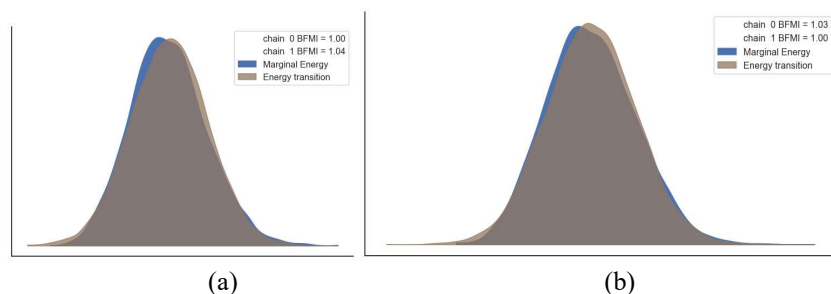 chain 0 BFMI = 1.00
chain 1 BFMI = 1.04
Marginal Energy
Energy transition
chain 0 BFMI = 1.03
chain 1 BFMI = 1.00
Marginal Energy
Energy transition
(a)
(b)